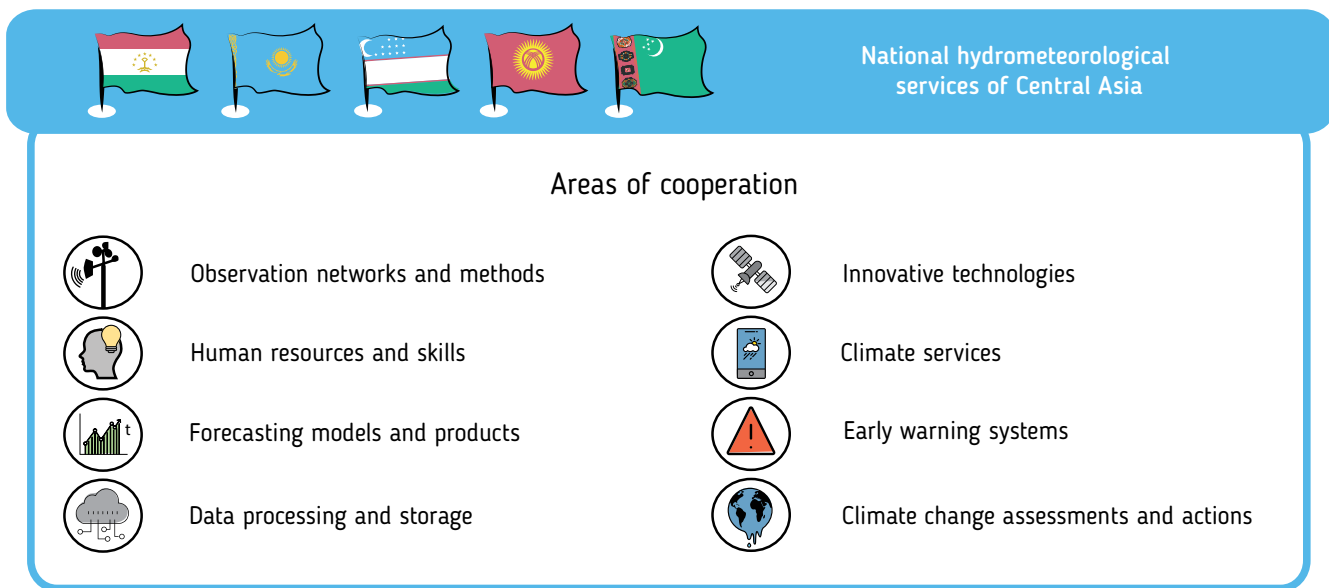 National hydrometeorological
services of Central Asia
Areas of cooperation
Observation networks and methods
Human resources and skills
t
Forecasting models and products
Data processing and storage
Innovative technologies
Climate services
Early warning systems
Climate change assessments and actions